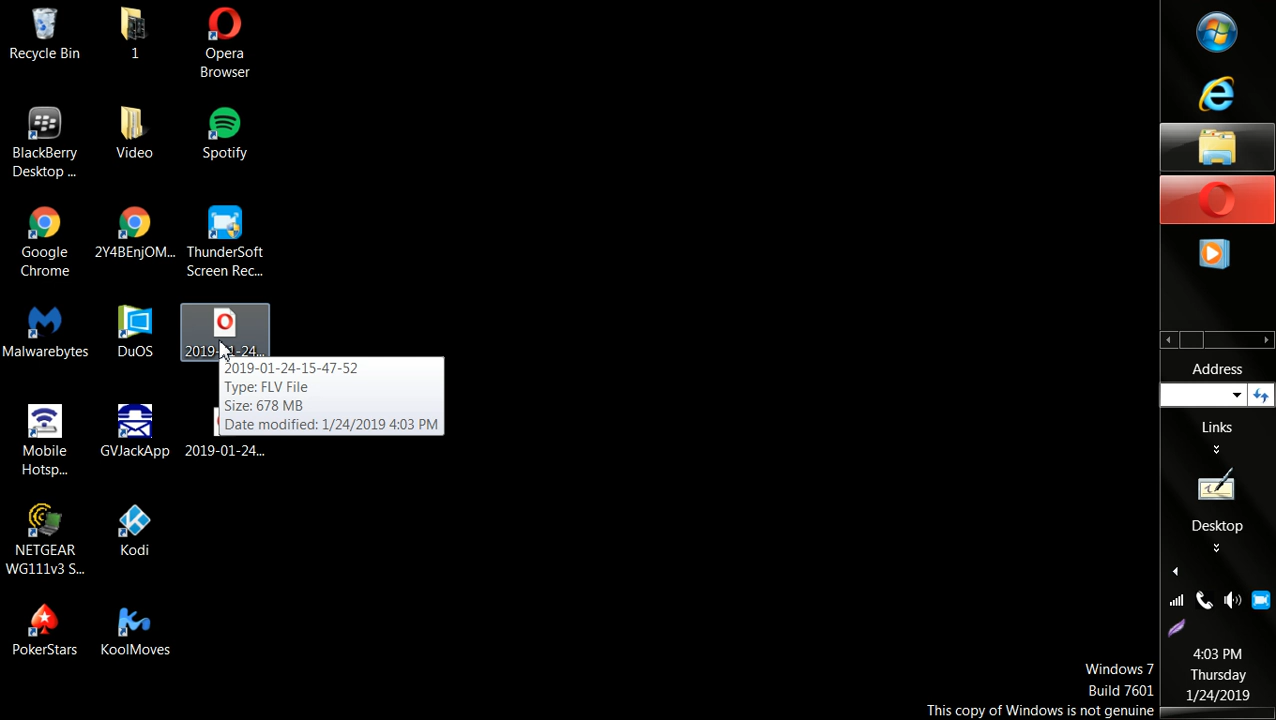 Recycle Bin
1
Opera
Browser
BlackBerry
Desktop ...
Video
Spotify
Google
Chrome
2Y4BEnjOM...
ThunderSoft
Screen Rec...
Malwarebytes
DuOS
2019-01-24...
2019-01-24-15-47-52
Type: FLV File
Size: 678 MB
Date modified: 1/24/2019 4:03 PM
Mobile
Hotsp...
GVJackApp
2019-01-24...
NETGEAR
WG111v3 S...
Kodi
PokerStars
KoolMoves
Address
Links
Desktop
4:03 PM
Thursday
1/24/2019
Windows 7
Build 7601
This copy of Windows is not genuine